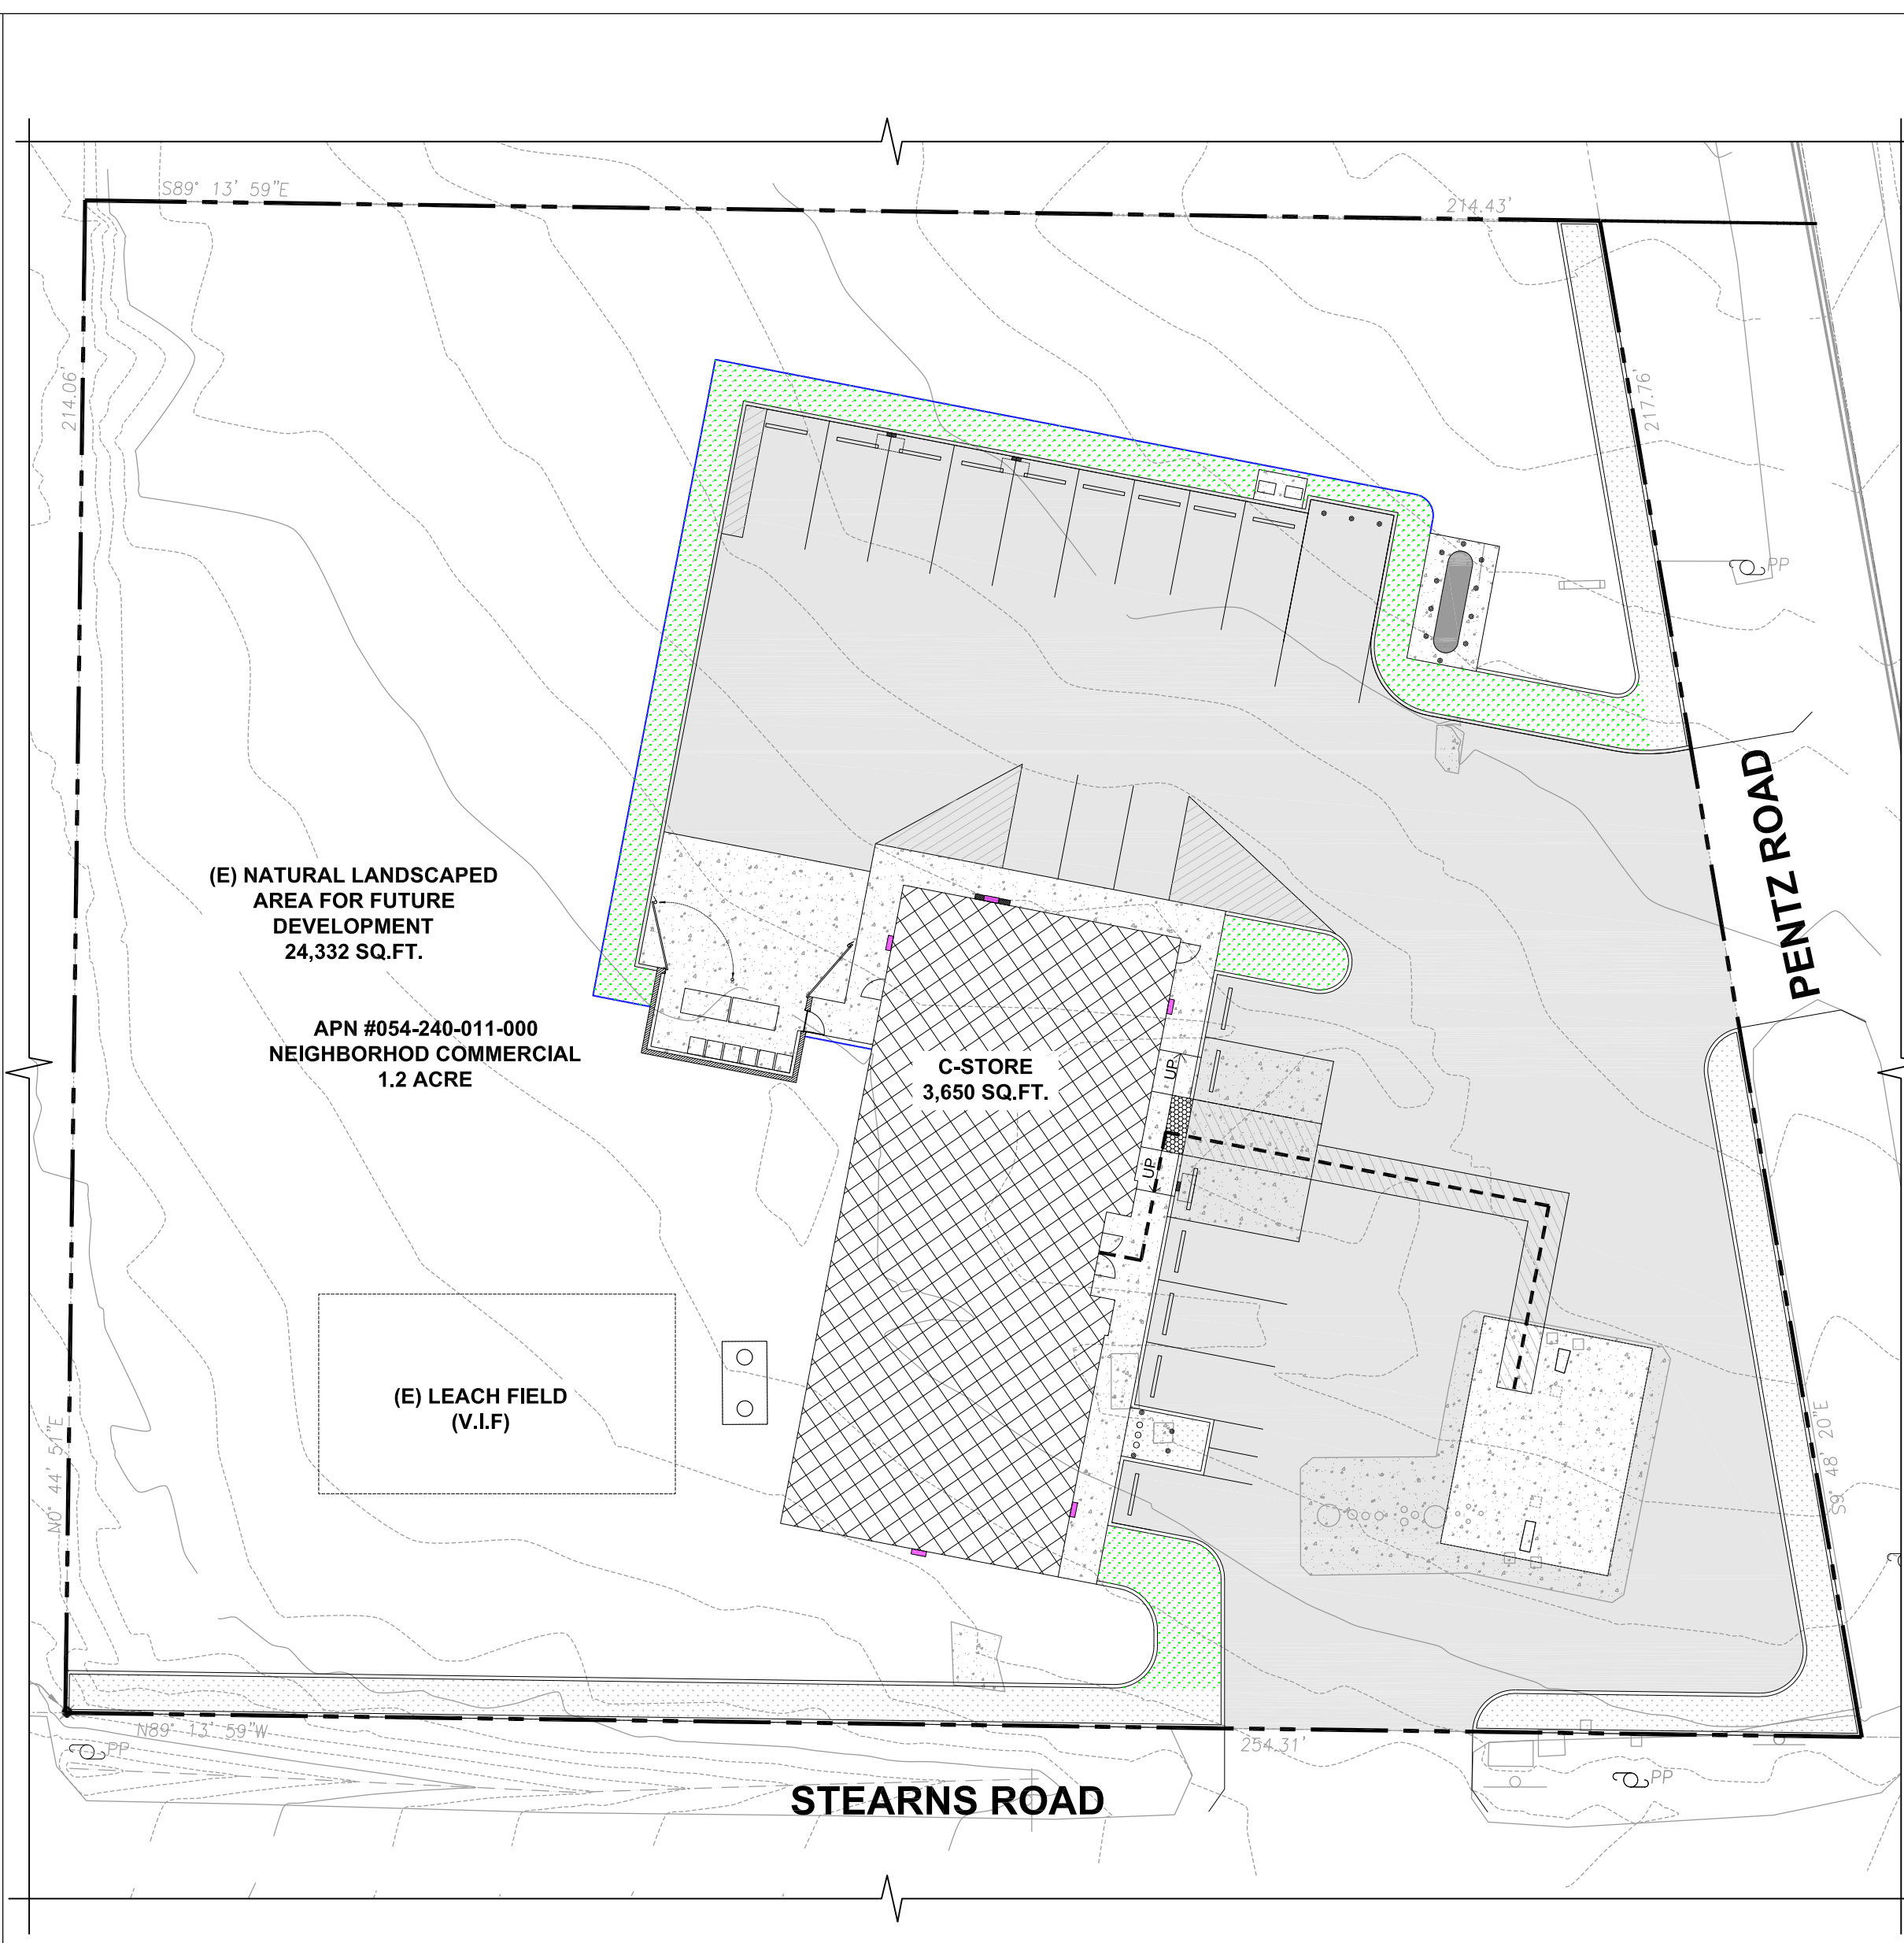 S89° 13' 59"E
214.43'
214.06'
217.76'
PP
PENTZ ROAD
(E) NATURAL LANDSCAPED
AREA FOR FUTURE
DEVELOPMENT
24,332 SQ.FT.
APN #054-240-011-000
NEIGHBORHOD COMMERCIAL
1.2 ACRE
C-STORE
3,650 SQ.FT.
UP
UP
(E) LEACH FIELD
(V.I.F)
N0° 44' 51"E
S9° 48' 20"E
N89° 13' 59"W
254.31'
PP
PP
STEARNS ROAD